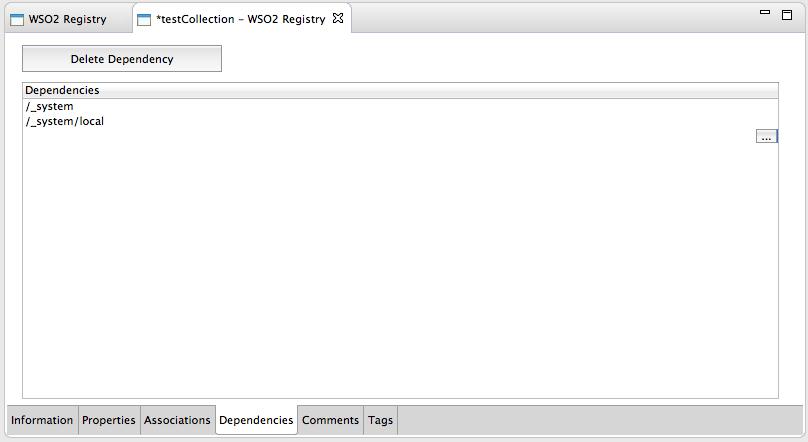 WSO2 Registry
*testCollection - WSO2 Registry
Delete Dependency
Dependencies
/_system
/_system/local
...
Information Properties Associations Dependencies Comments Tags